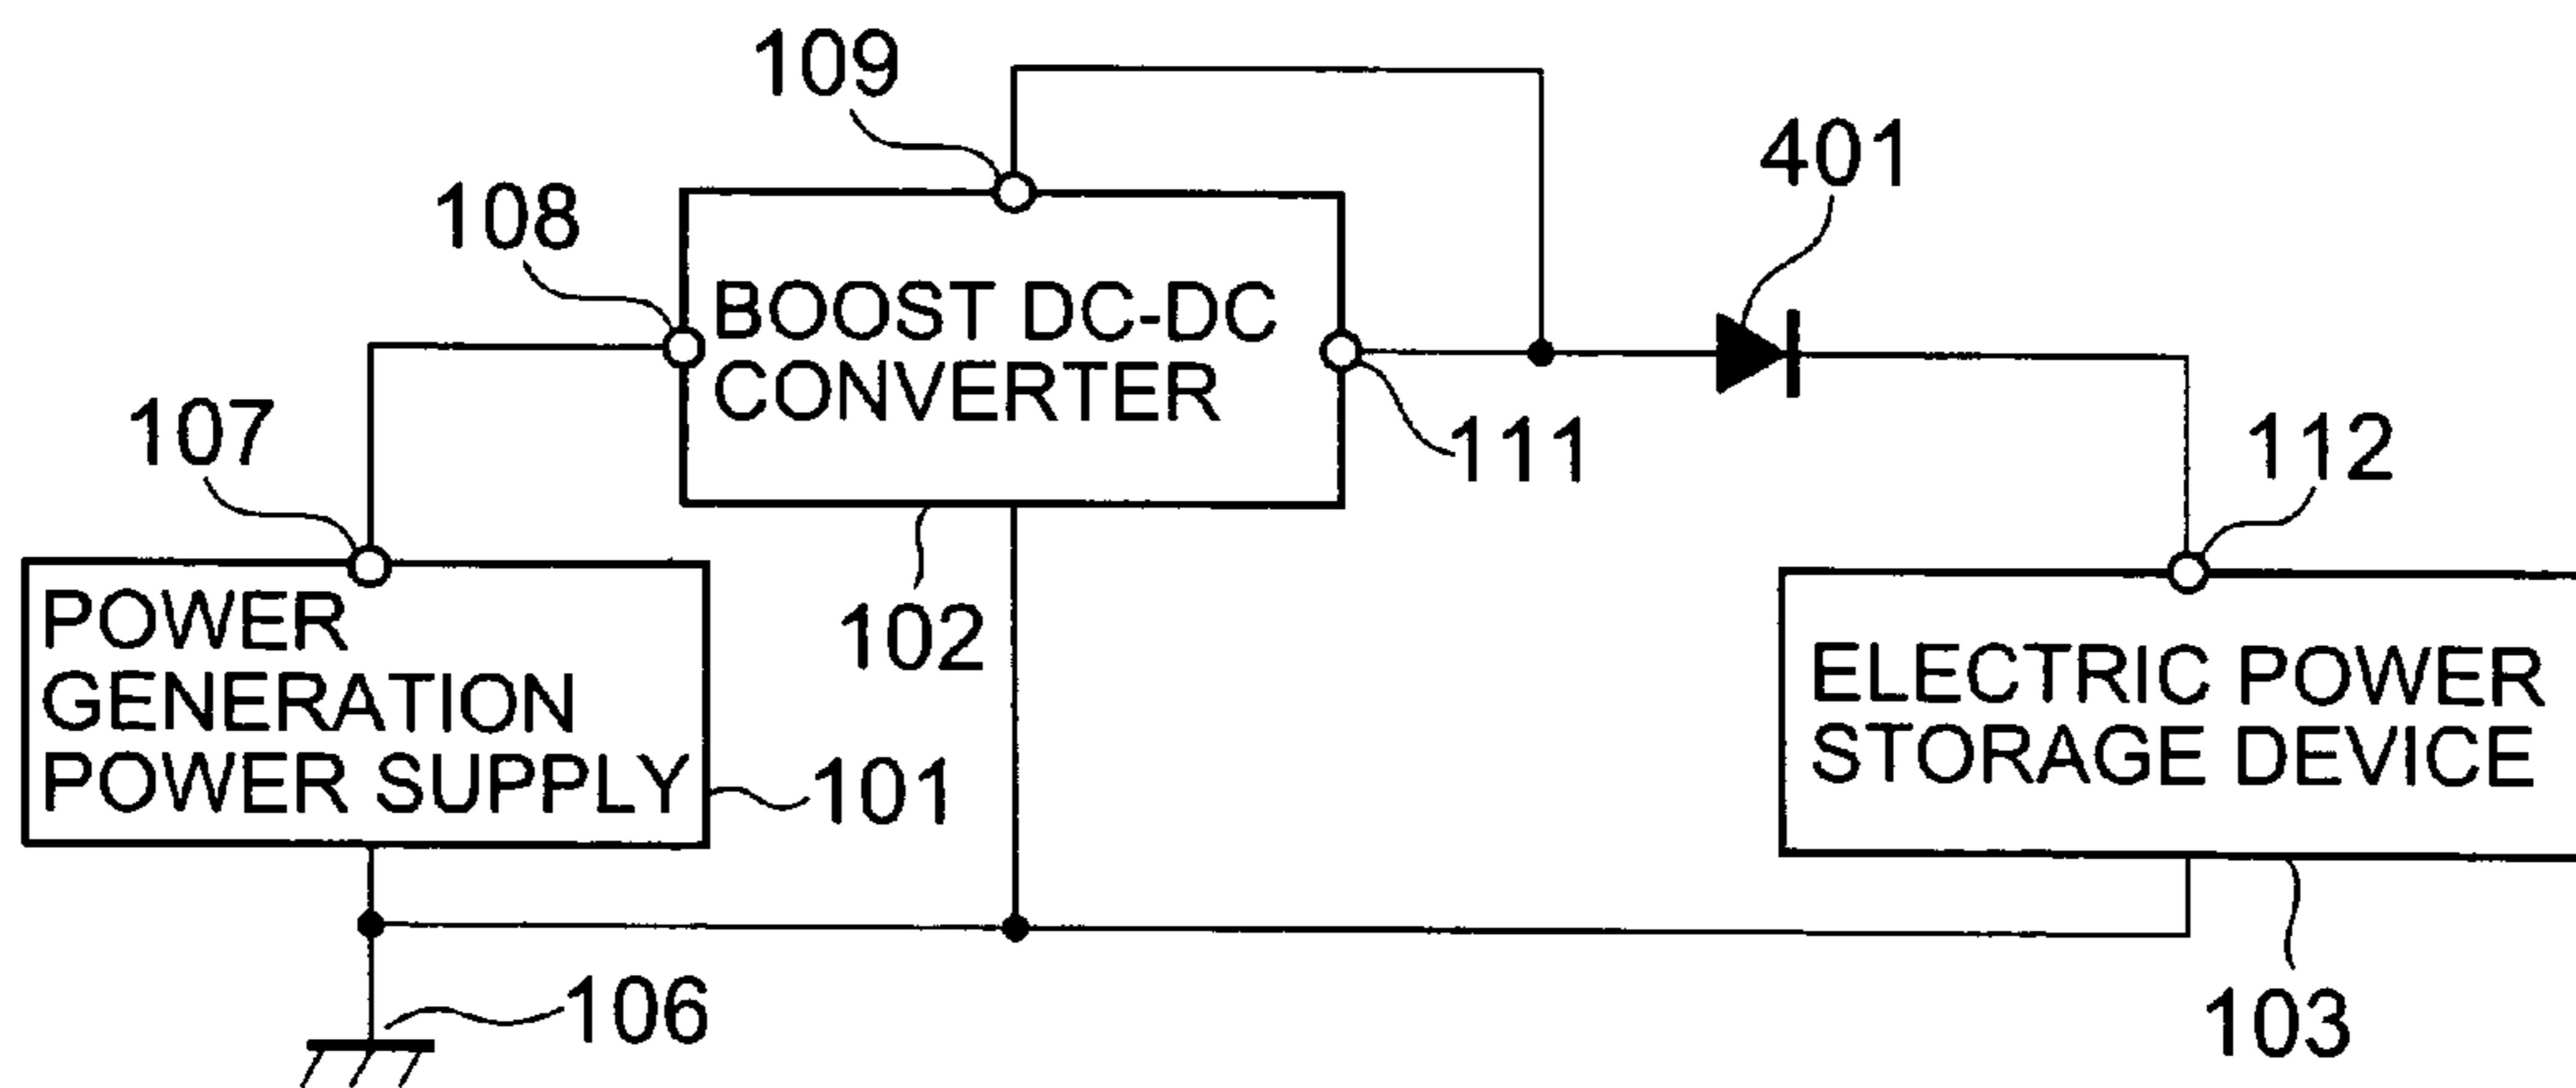 109
401
108
BOOST DC-DC
CONVERTER
107
111
112
102
POWER
GENERATION
POWER SUPPLY
101
ELECTRIC POWER
STORAGE DEVICE
106
103